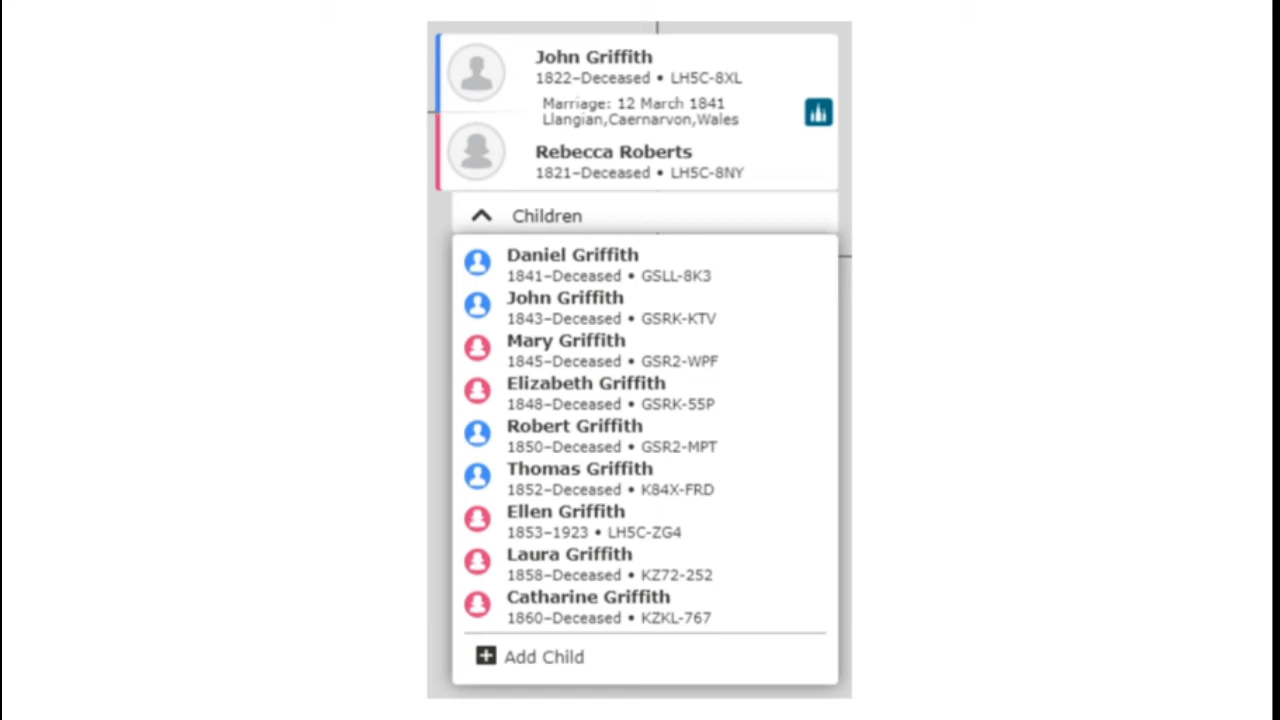 John Griffith
1822–Deceased • LH5C-8XL
Marriage: 12 March 1841
Llangian,Caernarvon,Wales
Rebecca Roberts
1821–Deceased • LH5C-8NY
Children
Daniel Griffith
1841–Deceased • GSLL-8K3
John Griffith
1843–Deceased • GSRK-KTV
Mary Griffith
1845–Deceased • GSR2-WPF
Elizabeth Griffith
1848–Deceased • GSRK-55P
Robert Griffith
1850–Deceased • GSR2-MPT
Thomas Griffith
1852–Deceased • K84X-FRD
Ellen Griffith
1853–1923 • LH5C-ZG4
Laura Griffith
1858–Deceased • KZ72-252
Catharine Griffith
1860–Deceased • KZKL-767
Add Child